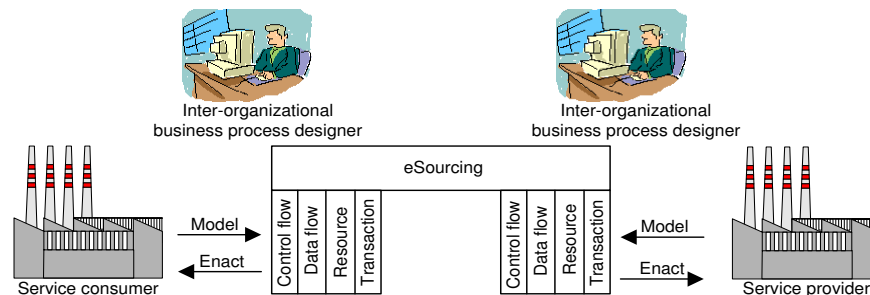 Inter-organizational
business process designer
Inter-organizational
business process designer
eSourcing
Control flow
Data flow
Resource
Transaction
Control flow
Data flow
Resource
Transaction
Model
Enact
Model
Enact
Service consumer
Service provider